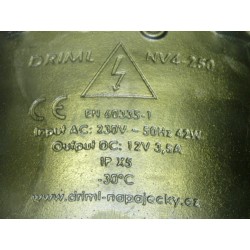 DRIML NV4-250
CE EN 60335-1
Input AC: 230V ~ 50Hz 42W
Output DC: 12V 3,5A
IP X5
-30°C
www.driml-napajecky.cz